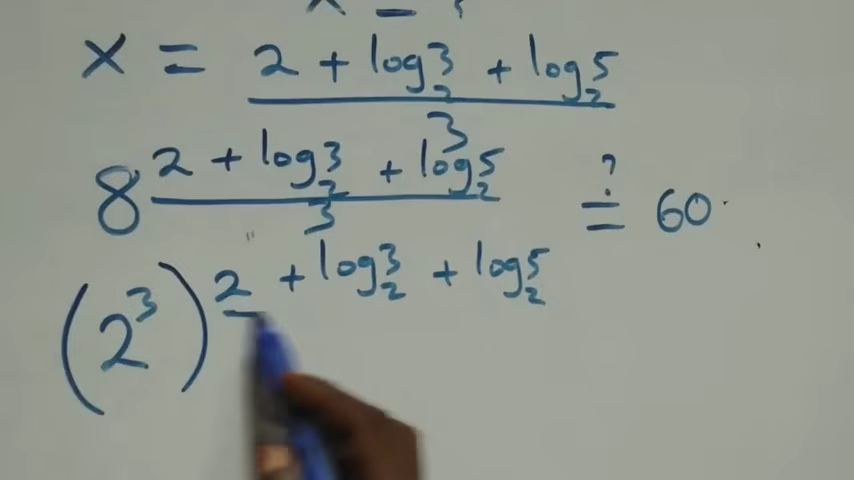 x = ?
x = 2 + log₂3 + log₂5 / 3
8^(2 + log₂3 + log₂5 / 3) ?= 60
(2³)^(2 + log₂3 + log₂5)